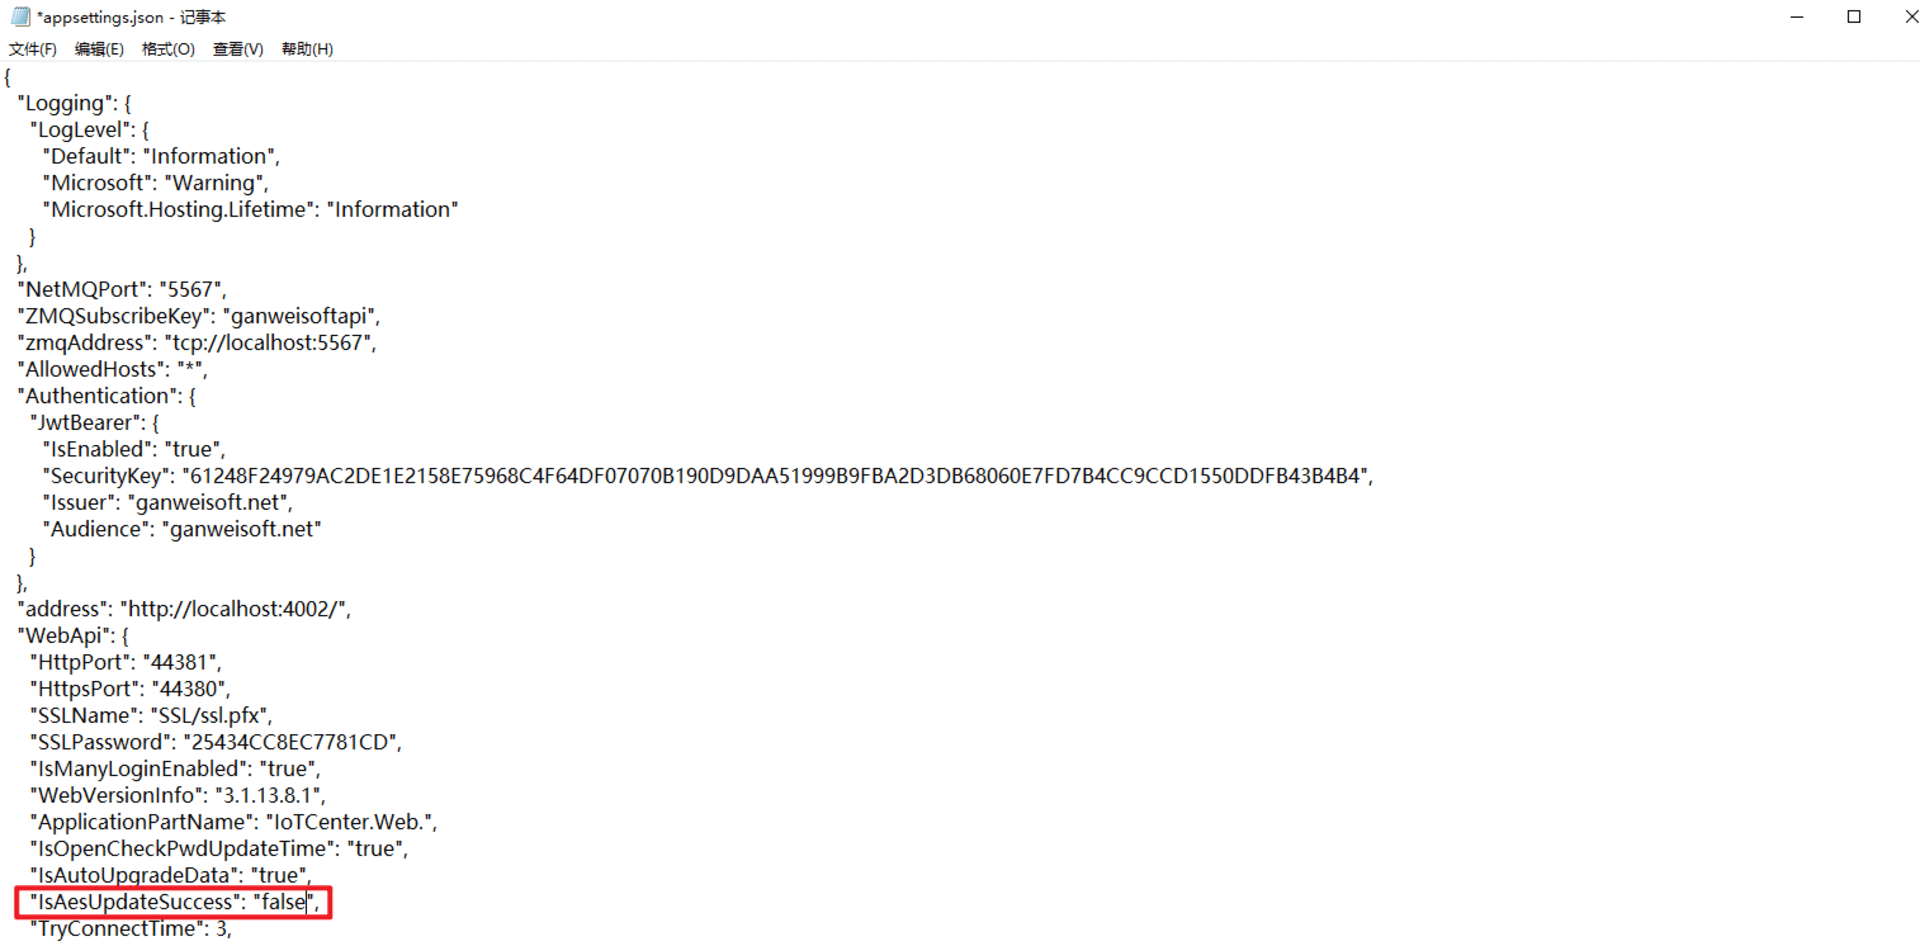 *appsettings.json - 记事本
文件(F) 编辑(E) 格式(O) 查看(V) 帮助(H)
{
"Logging": {
"LogLevel": {
"Default": "Information",
"Microsoft": "Warning",
"Microsoft.Hosting.Lifetime": "Information"
}
},
"NetMQPort": "5567",
"ZMQSubscribeKey": "ganweisoftapi",
"zmqAddress": "tcp://localhost:5567",
"AllowedHosts": "*",
"Authentication": {
"JwtBearer": {
"IsEnabled": "true",
"SecurityKey": "61248F24979AC2DE1E2158E75968C4F64DF07070B190D9DAA51999B9FBA2D3DB68060E7FD7B4CC9CCD1550DDFB43B4B4",
"Issuer": "ganweisoft.net",
"Audience": "ganweisoft.net"
}
},
"address": "http://localhost:4002/",
"WebApi": {
"HttpPort": "44381",
"HttpsPort": "44380",
"SSLName": "SSL/ssl.pfx",
"SSLPassword": "25434CC8EC7781CD",
"IsManyLoginEnabled": "true",
"WebVersionInfo": "3.1.13.8.1",
"ApplicationPartName": "IoTCenter.Web.",
"IsOpenCheckPwdUpdateTime": "true",
"IsAutoUpgradeData": "true",
"IsAesUpdateSuccess": "false",
"TryConnectTime": 3,